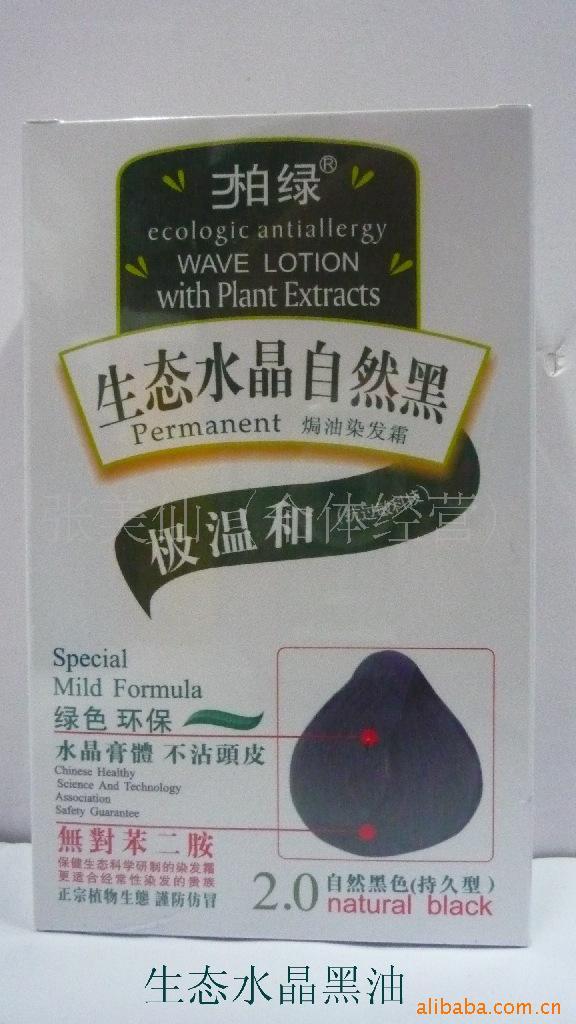 柏绿®
ecologic antiallergy
WAVE LOTION
with Plant Extracts
生态水晶自然黑
Permanent 焗油染发霜
极温和
张美仙（个体经营）
Special
Mild Formula
绿色 环保
水晶膏體 不沾頭皮
Chinese Healthy
Science And Technology
Association
Safety Guarantee
無對苯二胺
保健生态科学研制的染发霜
更适合经常性染发的贵族
正宗植物生態 謹防仿冒
2.0 自然黑色(持久型)
natural black
生态水晶黑油
alibaba.com.cn